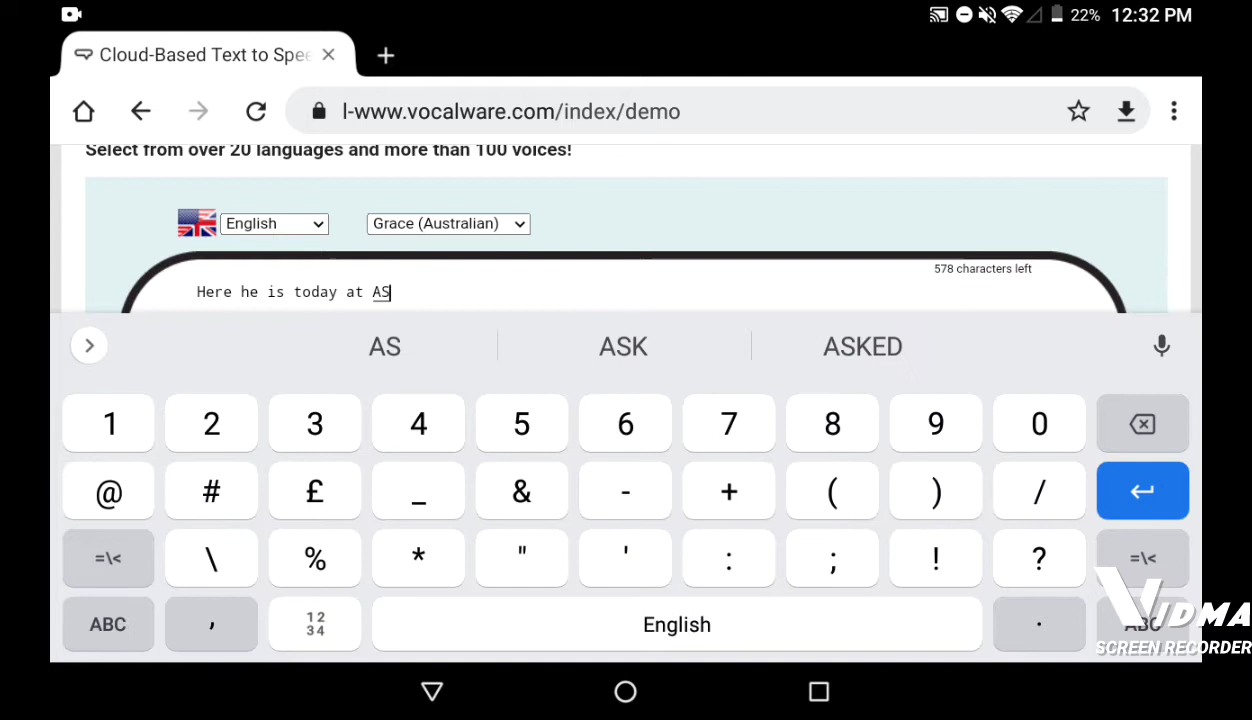 22% 12:32 PM
Cloud-Based Text to Spee
l-www.vocalware.com/index/demo
Select from over 20 languages and more than 100 voices!
English Grace (Australian)
578 characters left
Here he is today at AS
AS ASK ASKED
1 2 3 4 5 6 7 8 9 0
@ # £ _ & - + ( ) /
=\< \ % * " ' : ; ! ? =\<
ABC , 12 34 English . ABC
VIDMA
SCREEN RECORDER